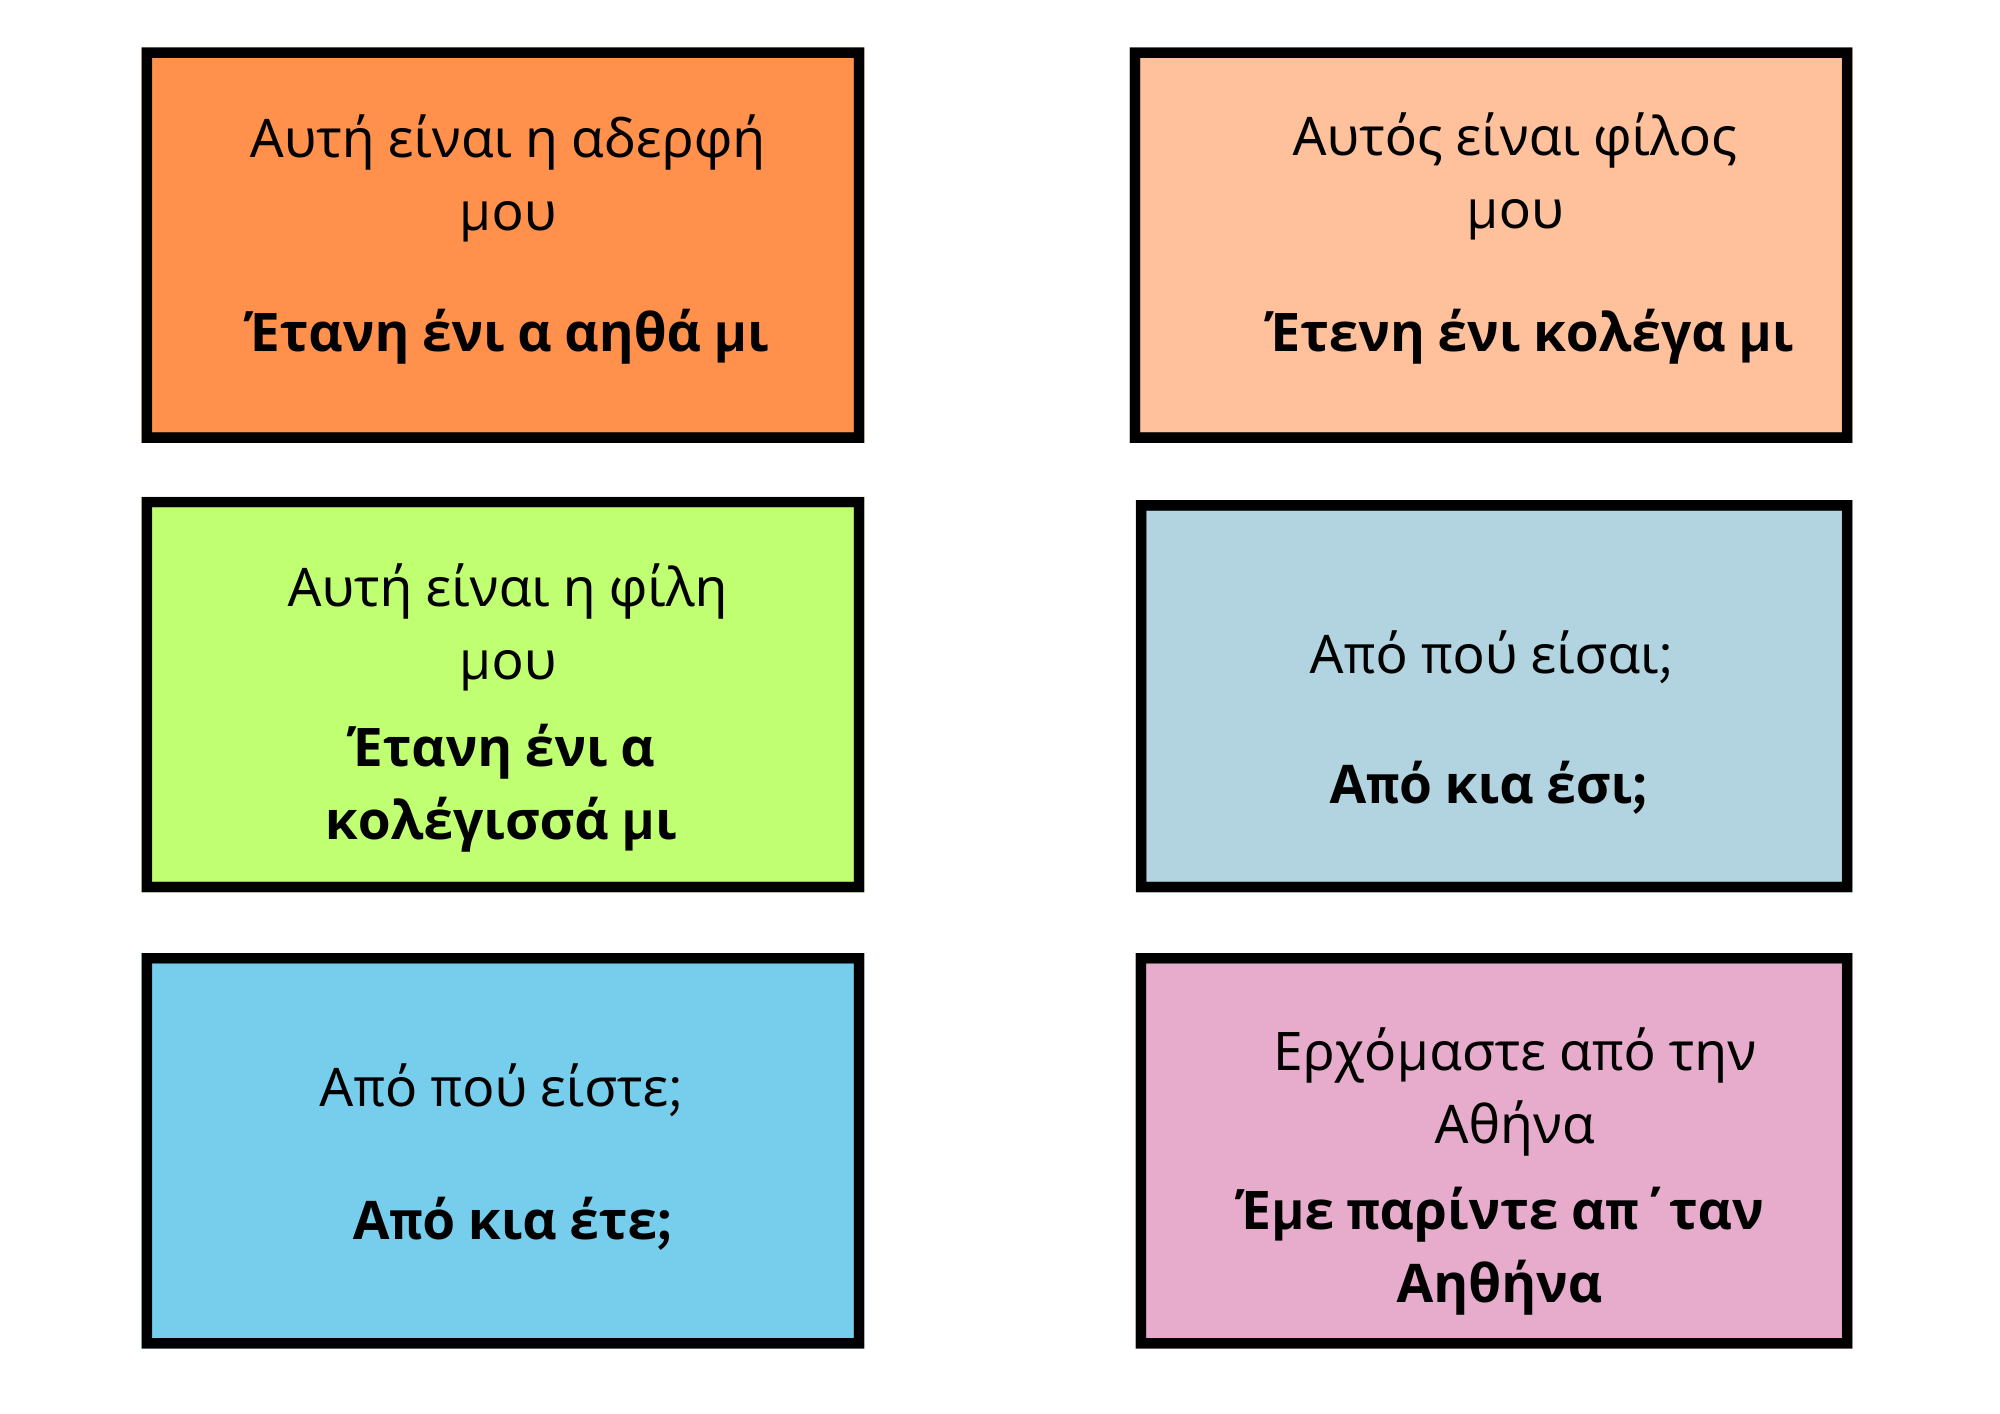 Αυτή είναι η αδερφή
μου
Έτανη ένι α αηθά μι
Αυτός είναι φίλος
μου
Έτενη ένι κολέγα μι
Αυτή είναι η φίλη
μου
Έτανη ένι α
κολέγισσά μι
Από πού είσαι;
Από κια έσι;
Από πού είστε;
Από κια έτε;
Ερχόμαστε από την
Αθήνα
Έμε παρίντε απ΄ταν
Αηθήνα